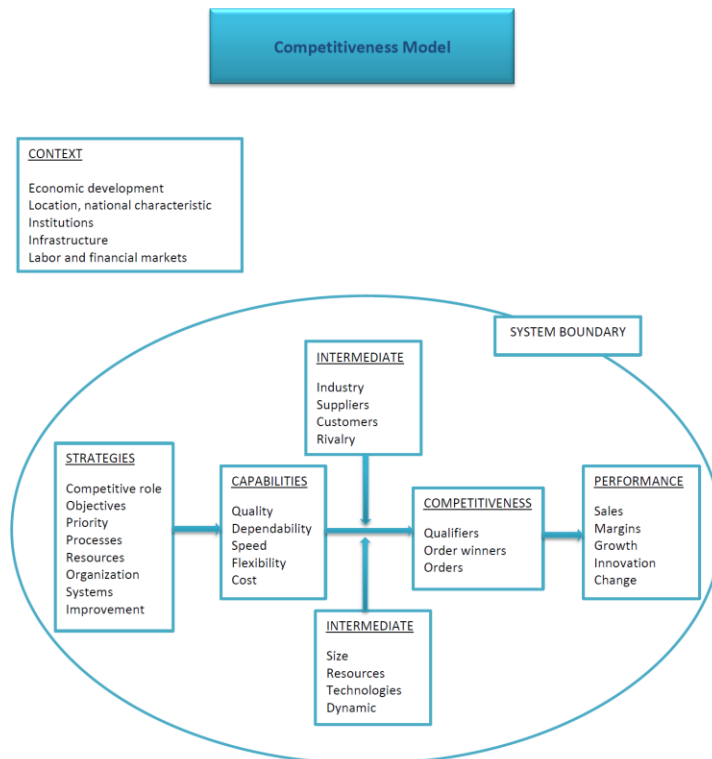 Competitiveness Model
CONTEXT
Economic development
Location, national characteristic
Institutions
Infrastructure
Labor and financial markets
SYSTEM BOUNDARY
INTERMEDIATE
Industry
Suppliers
Customers
Rivalry
STRATEGIES
Competitive role
Objectives
Priority
Processes
Resources
Organization
Systems
Improvement
CAPABILITIES
Quality
Dependability
Speed
Flexibility
Cost
COMPETITIVENESS
Qualifiers
Order winners
Orders
PERFORMANCE
Sales
Margins
Growth
Innovation
Change
INTERMEDIATE
Size
Resources
Technologies
Dynamic